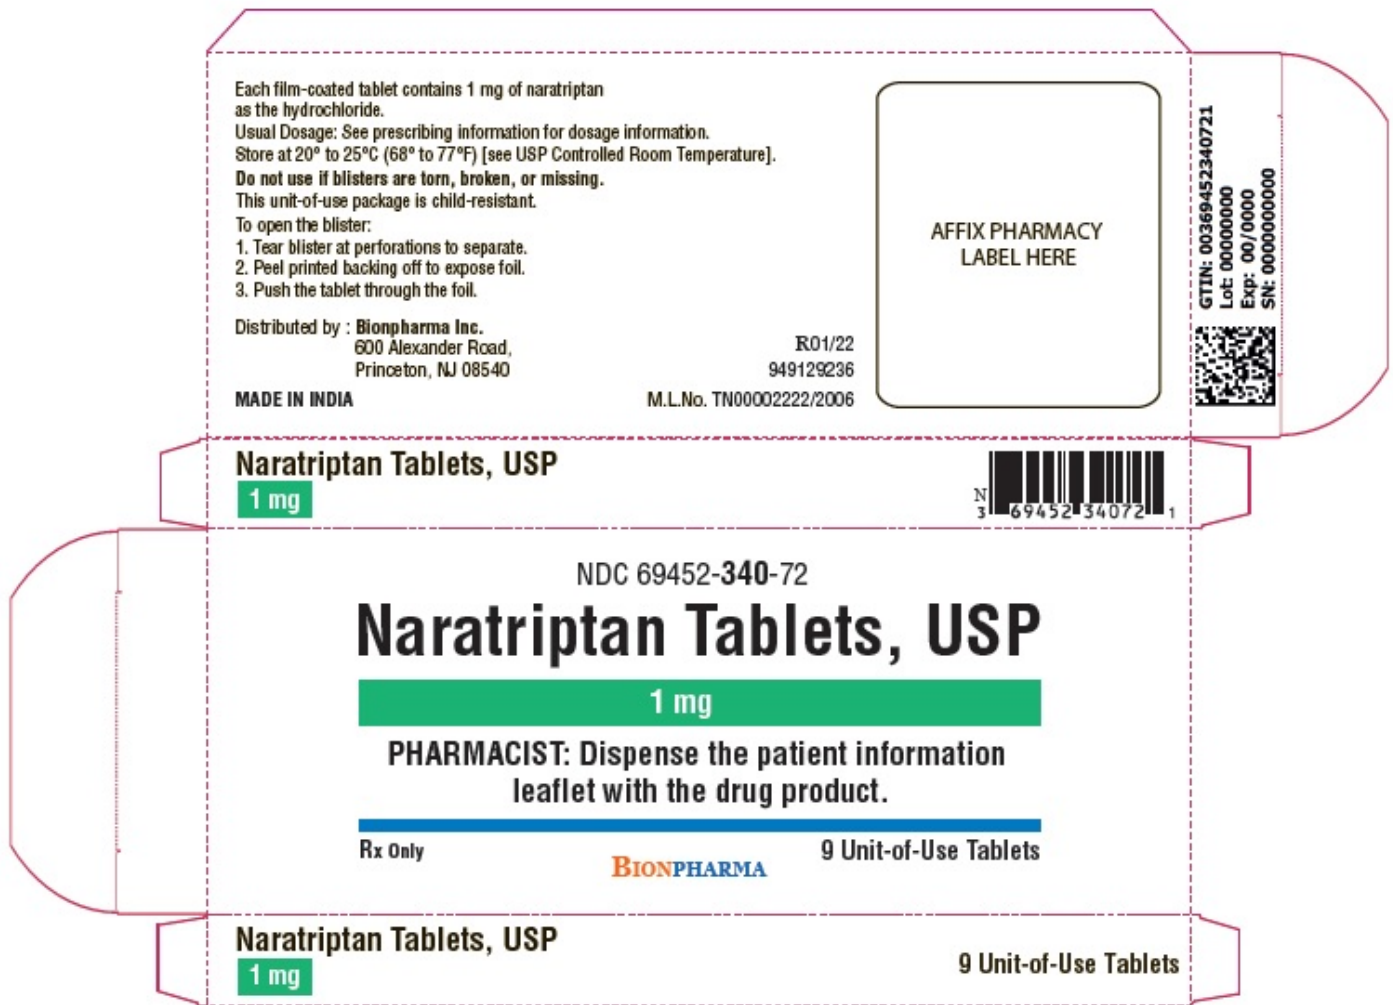 Each film-coated tablet contains 1 mg of naratriptan
as the hydrochloride.
Usual Dosage: See prescribing information for dosage information.
Store at 20° to 25°C (68° to 77°F) [see USP Controlled Room Temperature].
Do not use if blisters are torn, broken, or missing.
This unit-of-use package is child-resistant.
To open the blister:
1. Tear blister at perforations to separate.
2. Peel printed backing off to expose foil.
3. Push the tablet through the foil.
Distributed by : Bionpharma Inc.
600 Alexander Road,
Princeton, NJ 08540
MADE IN INDIA
R01/22
949129236
M.L.No. TN00002222/2006
AFFIX PHARMACY
LABEL HERE
GTIN: 00369452340721
Lot: 00000000
Exp: 00/0000
SN: 0000000000
Naratriptan Tablets, USP
1 mg
N
3 69452 34072 1
NDC 69452-340-72
Naratriptan Tablets, USP
1 mg
PHARMACIST: Dispense the patient information
leaflet with the drug product.
Rx Only
BIONPHARMA
9 Unit-of-Use Tablets
Naratriptan Tablets, USP
1 mg
9 Unit-of-Use Tablets